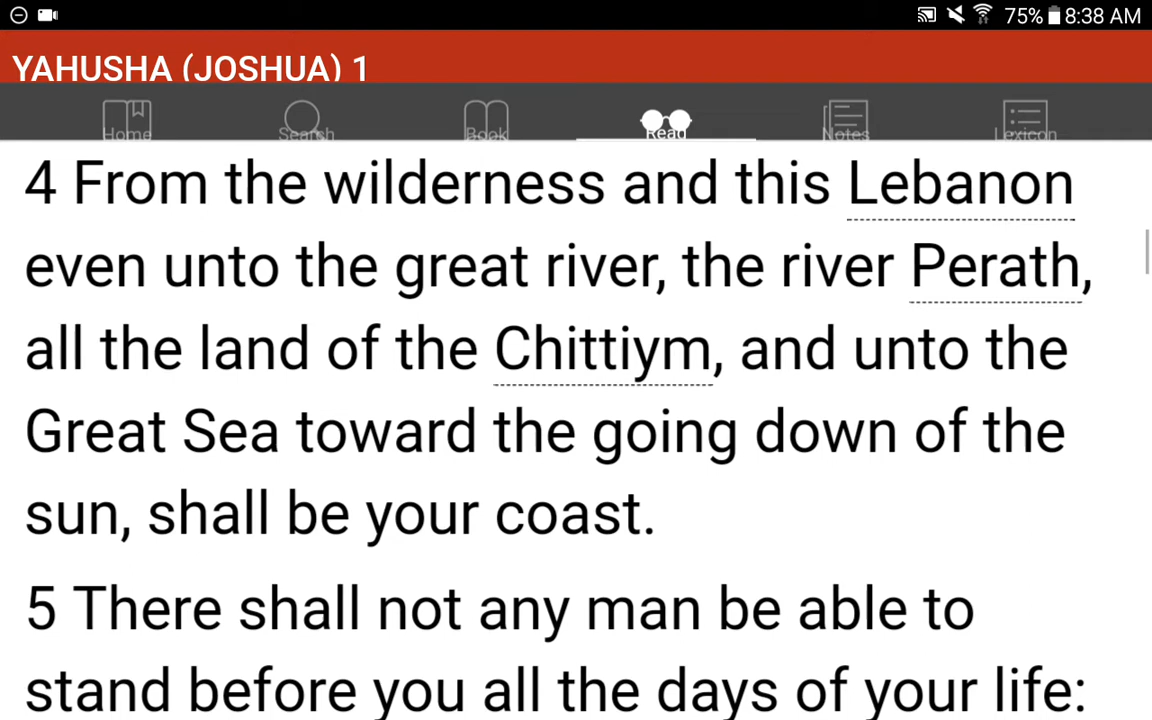 75% 8:38 AM
YAHUSHA (JOSHUA) 1
Home Search Book Read Notes Lexicon
4 From the wilderness and this Lebanon
even unto the great river, the river Perath,
all the land of the Chittiym, and unto the
Great Sea toward the going down of the
sun, shall be your coast.
5 There shall not any man be able to
stand before you all the days of your life: